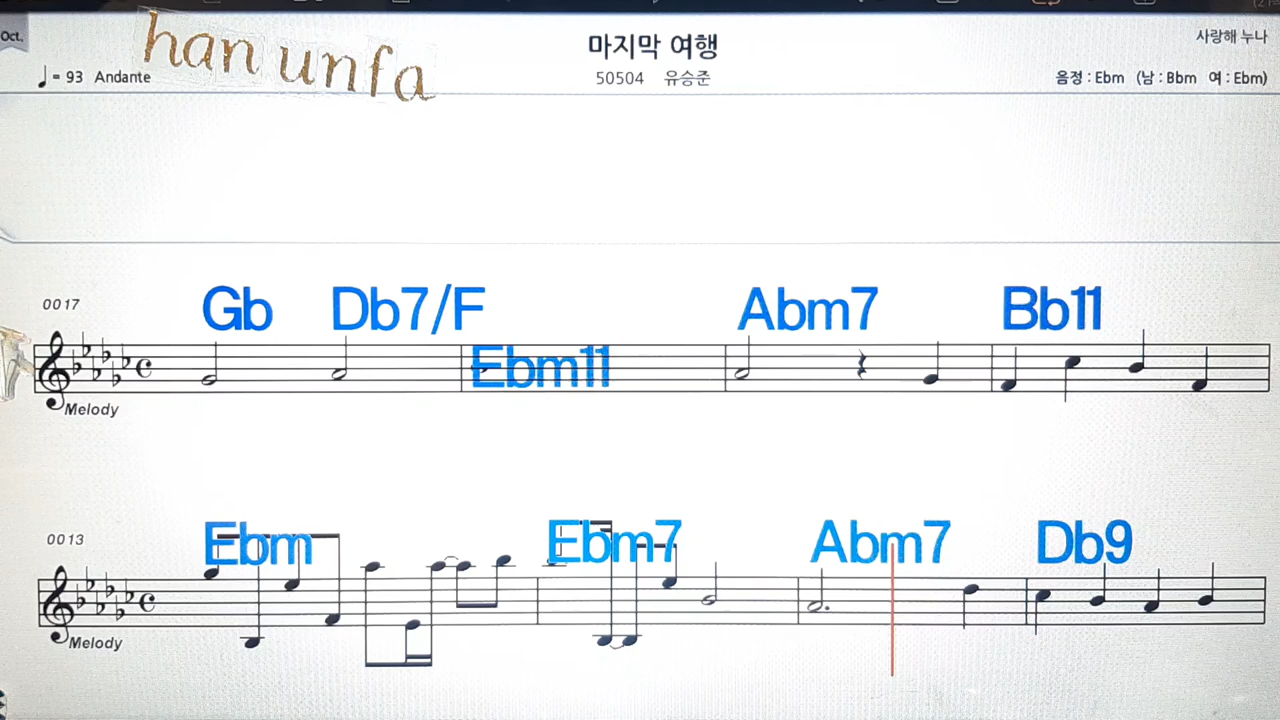 Oct.
han unfa
마지막 여행
사랑해 누나
♩= 93 Andante
50504 유승준
음정 : Ebm (남 : Bbm 여 : Ebm)
0017
Gb Db7/F Ebm11 Abm7 Bb11
Melody
0013
Ebm Ebm7 Abm7 Db9
Melody